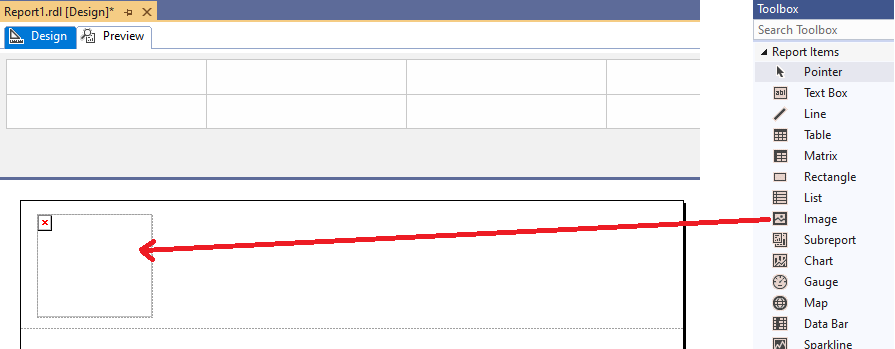 Report1.rdl [Design]*
Design
Preview
Toolbox
Search Toolbox
Report Items
Pointer
Text Box
Line
Table
Matrix
Rectangle
List
Image
Subreport
Chart
Gauge
Map
Data Bar
Sparkline